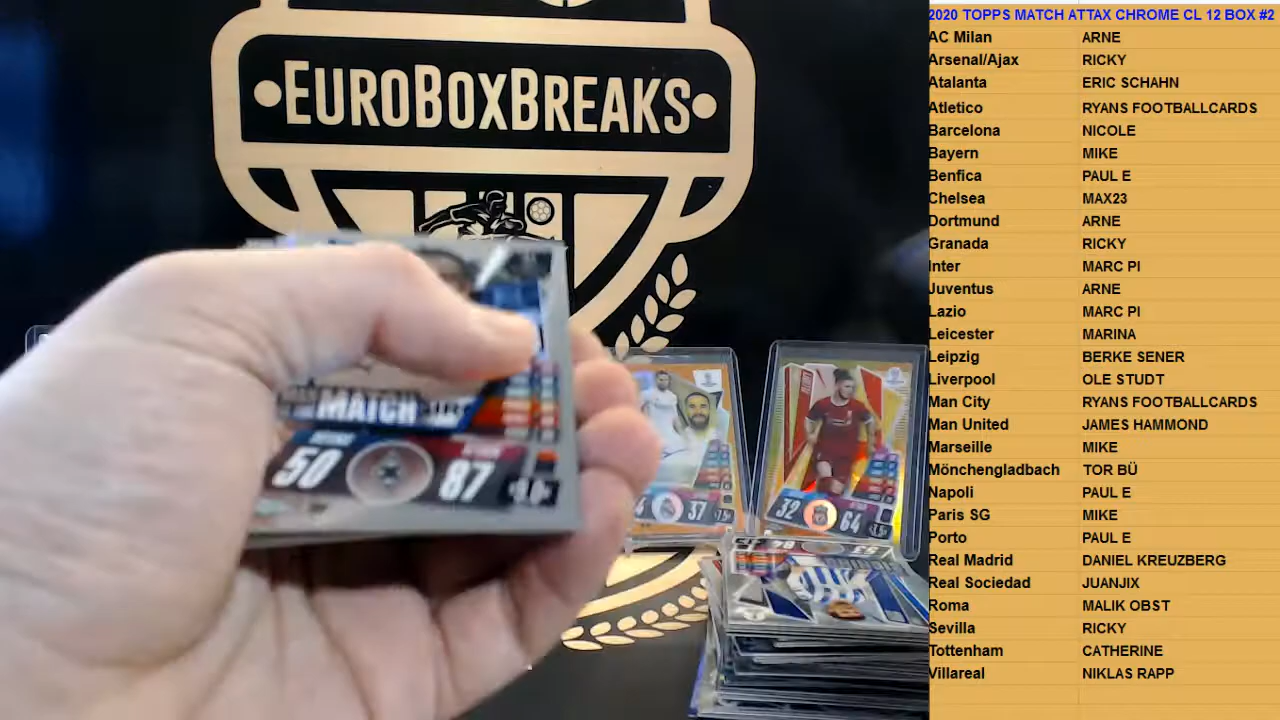 2020 TOPPS MATCH ATTAX CHROME CL 12 BOX #2
AC Milan ARNE
Arsenal/Ajax RICKY
Atalanta ERIC SCHAHN
Atletico RYANS FOOTBALLCARDS
Barcelona NICOLE
Bayern MIKE
Benfica PAUL E
Chelsea MAX23
Dortmund ARNE
Granada RICKY
Inter MARC PI
Juventus ARNE
Lazio MARC PI
Leicester MARINA
Leipzig BERKE SENER
Liverpool OLE STUDT
Man City RYANS FOOTBALLCARDS
Man United JAMES HAMMOND
Marseille MIKE
Mönchengladbach TOR BÜ
Napoli PAUL E
Paris SG MIKE
Porto PAUL E
Real Madrid DANIEL KREUZBERG
Real Sociedad JUANJIX
Roma MALIK OBST
Sevilla RICKY
Tottenham CATHERINE
Villareal NIKLAS RAPP
EUROBOXBREAKS
MATCH
50 87
37
32 64